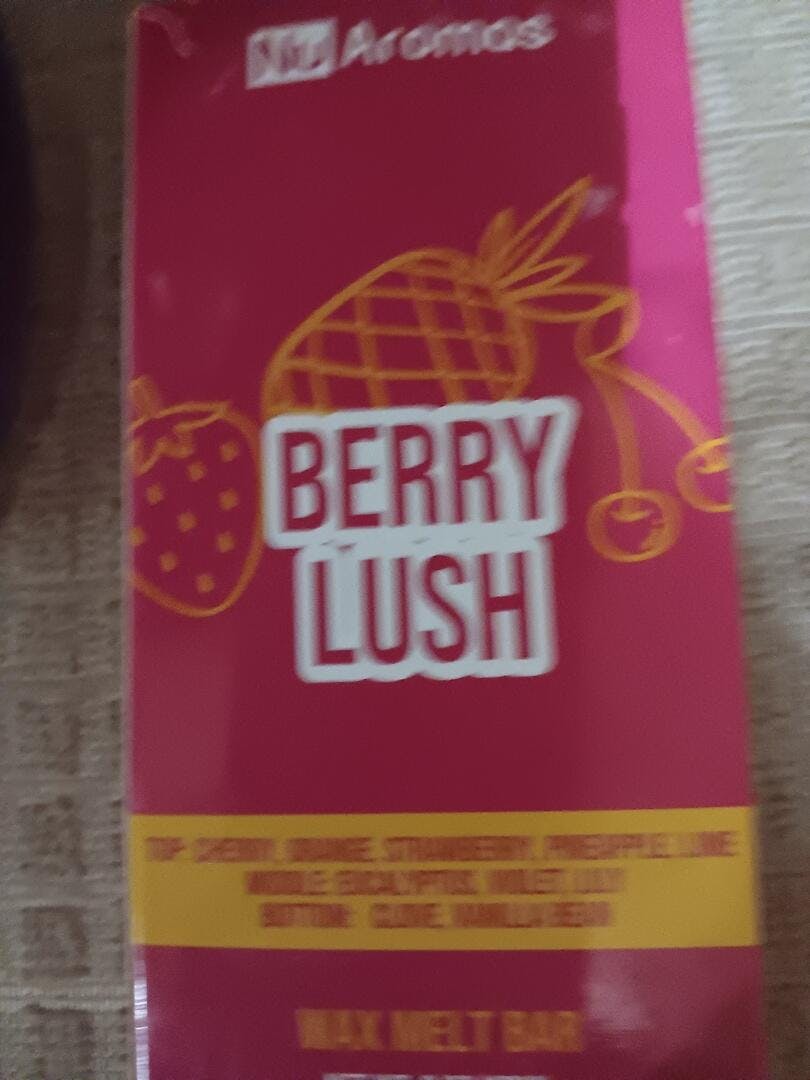 Aromas
BERRY
LUSH
TOP: CHERRY, ORANGE, STRAWBERRY, PINEAPPLE, LIME
MIDDLE: EUCALYPTUS, VIOLET, LILY
BOTTOM: CLOVE, VANILLA BEAN
WAX MELT BAR